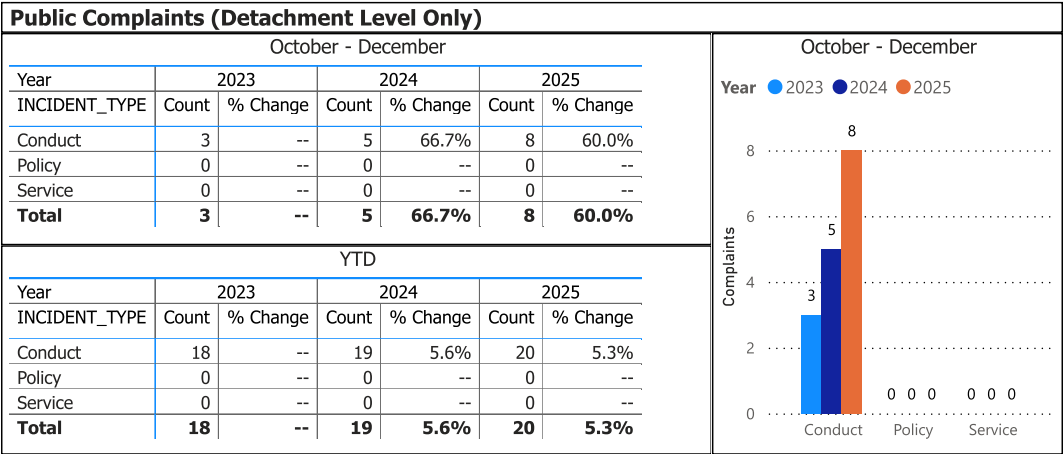 Public Complaints (Detachment Level Only)
October - December
Year 2023 2024 2025
INCIDENT_TYPE Count % Change Count % Change Count % Change
Conduct 3 -- 5 66.7% 8 60.0%
Policy 0 -- 0 -- 0 --
Service 0 -- 0 -- 0 --
Total 3 -- 5 66.7% 8 60.0%
YTD
Year 2023 2024 2025
INCIDENT_TYPE Count % Change Count % Change Count % Change
Conduct 18 -- 19 5.6% 20 5.3%
Policy 0 -- 0 -- 0 --
Service 0 -- 0 -- 0 --
Total 18 -- 19 5.6% 20 5.3%
October - December
Year 2023 2024 2025
Complaints
8
6
4
2
0
3 5 8
0 0 0
0 0 0
Conduct Policy Service